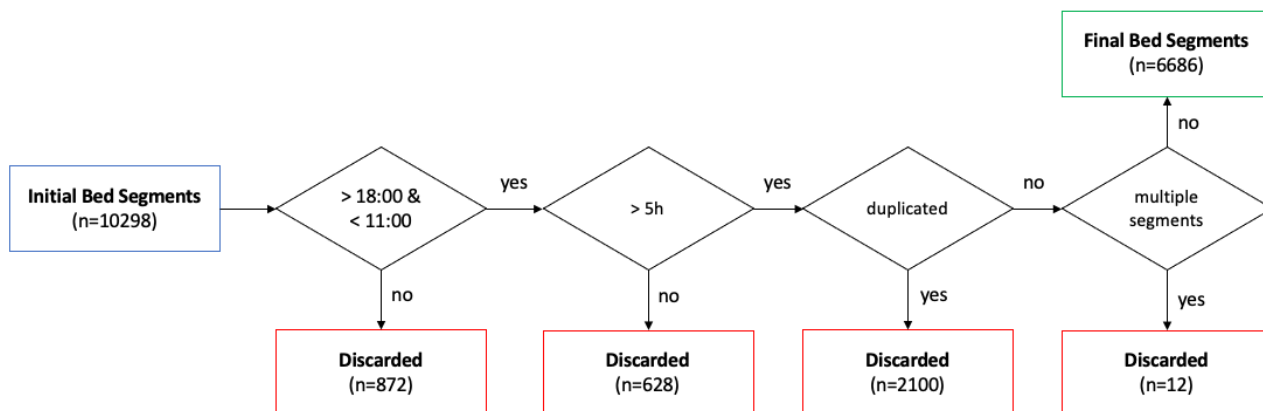 Final Bed Segments
(n=6686)
no
Initial Bed Segments
(n=10298)
> 18:00 &
< 11:00
yes
> 5h
yes
duplicated
no
multiple
segments
no
no
yes
yes
Discarded
(n=872)
Discarded
(n=628)
Discarded
(n=2100)
Discarded
(n=12)